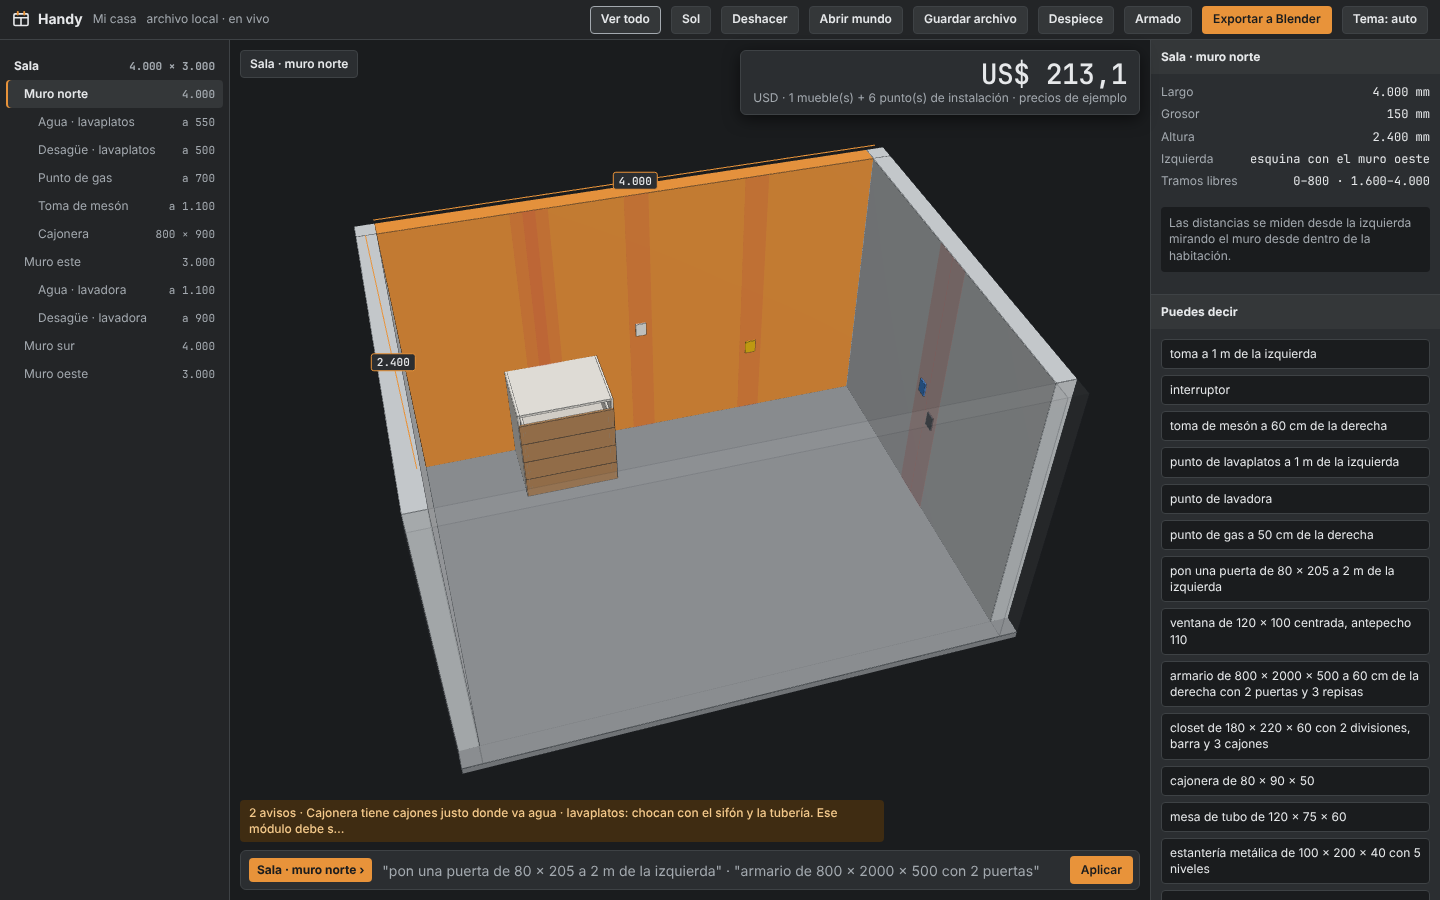 Handy Mi casa archivo local · en vivo
Ver todo
Sol
Deshacer
Abrir mundo
Guardar archivo
Despiece
Armado
Exportar a Blender
Tema: auto
Sala 4.000 × 3.000
Muro norte 4.000
Agua · lavaplatos a 550
Desagüe · lavaplatos a 500
Punto de gas a 700
Toma de mesón a 1.100
Cajonera 800 × 900
Muro este 3.000
Agua · lavadora a 1.100
Desagüe · lavadora a 900
Muro sur 4.000
Muro oeste 3.000
Sala · muro norte
US$ 213,1
USD · 1 mueble(s) + 6 punto(s) de instalación · precios de ejemplo
4.000
2.400
2 avisos · Cajonera tiene cajones justo donde va agua · lavaplatos: chocan con el sifón y la tubería. Ese
módulo debe s...
Sala · muro norte ›
"pon una puerta de 80 × 205 a 2 m de la izquierda" · "armario de 800 × 2000 × 500 con 2 puertas"
Aplicar
Sala · muro norte
Largo 4.000 mm
Grosor 150 mm
Altura 2.400 mm
Izquierda esquina con el muro oeste
Tramos libres 0–800 · 1.600–4.000
Las distancias se miden desde la izquierda
mirando el muro desde dentro de la
habitación.
Puedes decir
toma a 1 m de la izquierda
interruptor
toma de mesón a 60 cm de la derecha
punto de lavaplatos a 1 m de la izquierda
punto de lavadora
punto de gas a 50 cm de la derecha
pon una puerta de 80 × 205 a 2 m de la
izquierda
ventana de 120 × 100 centrada, antepecho
110
armario de 800 × 2000 × 500 a 60 cm de la
derecha con 2 puertas y 3 repisas
closet de 180 × 220 × 60 con 2 divisiones,
barra y 3 cajones
cajonera de 80 × 90 × 50
mesa de tubo de 120 × 75 × 60
estantería metálica de 100 × 200 × 40 con 5
niveles